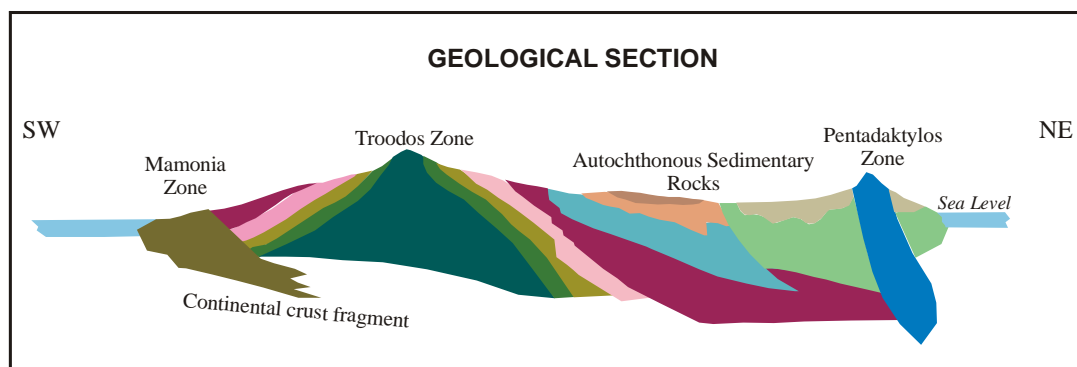 GEOLOGICAL SECTION
SW
NE
Troodos Zone
Mamonia
Zone
Autochthonous Sedimentary
Rocks
Pentadaktylos
Zone
Sea Level
Continental crust fragment